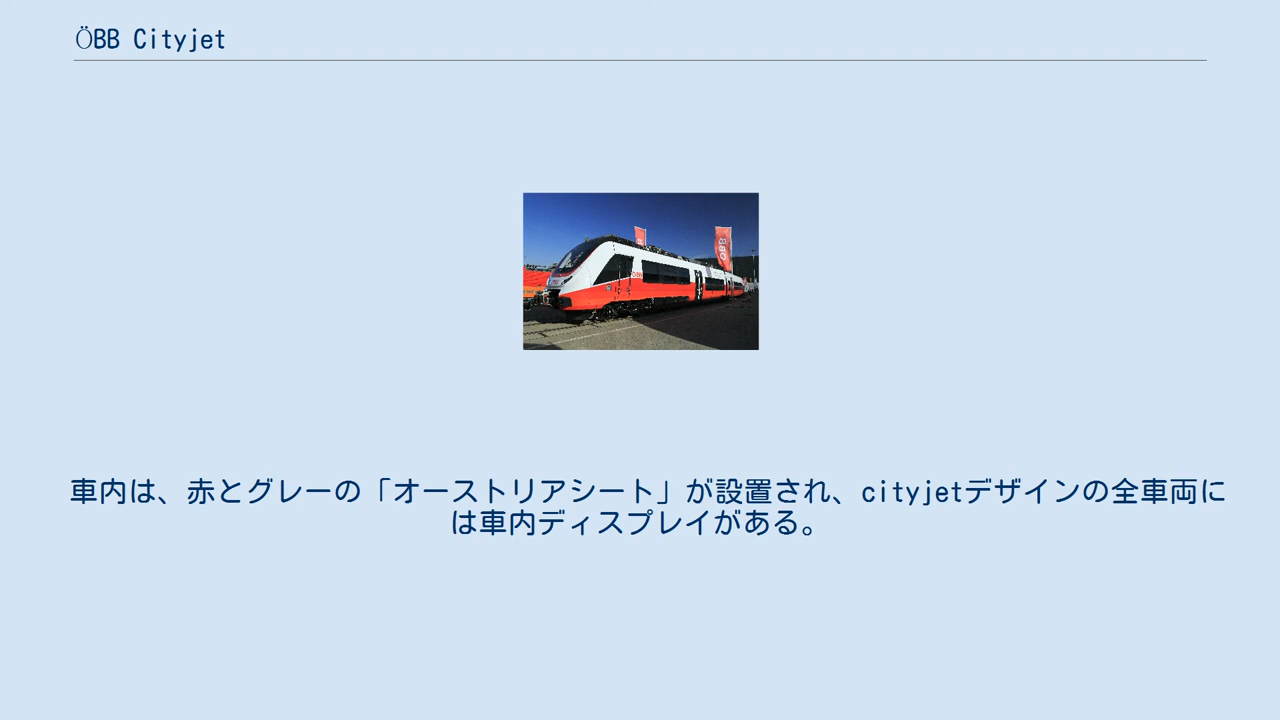 ÖBB Cityjet
ÖBB
車内は、赤とグレーの「オーストリアシート」が設置され、cityjetデザインの全車両に
は車内ディスプレイがある。